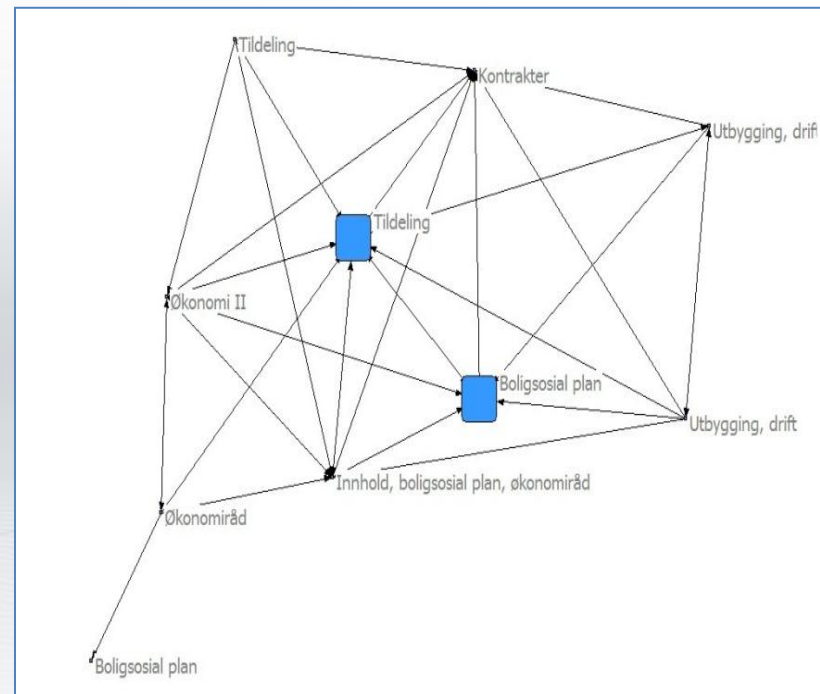 Tildeling
Kontrakter
Utbygging, drift
Tildeling
Økonomi II
Boligsosial plan
Utbygging, drift
Innhold, boligsosial plan, økonomiråd
Økonomiråd
Boligsosial plan